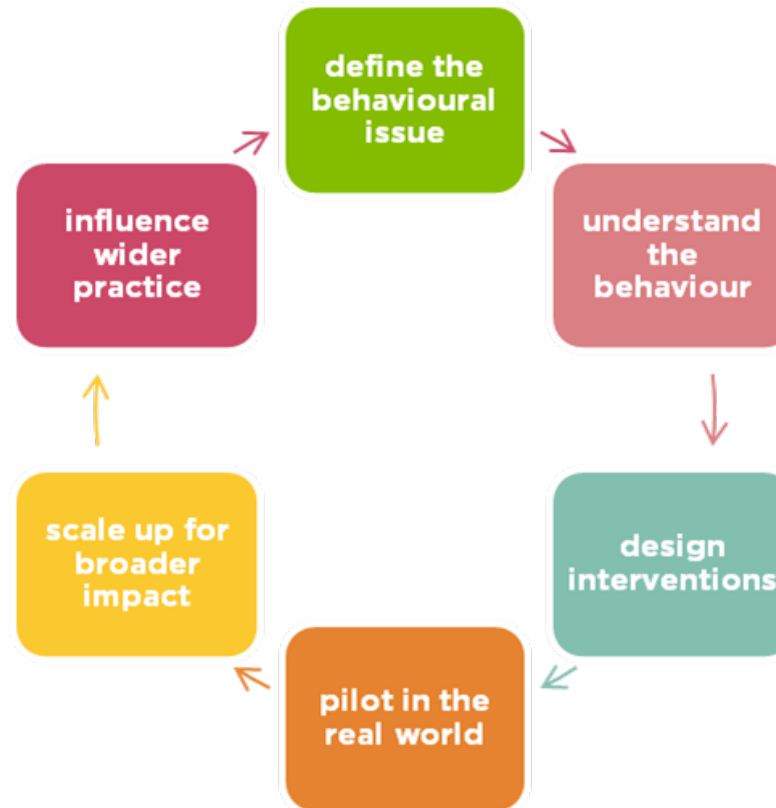 define the
behavioural
issue
understand
the
behaviour
design
interventions
pilot in the
real world
scale up for
broader
impact
influence
wider
practice